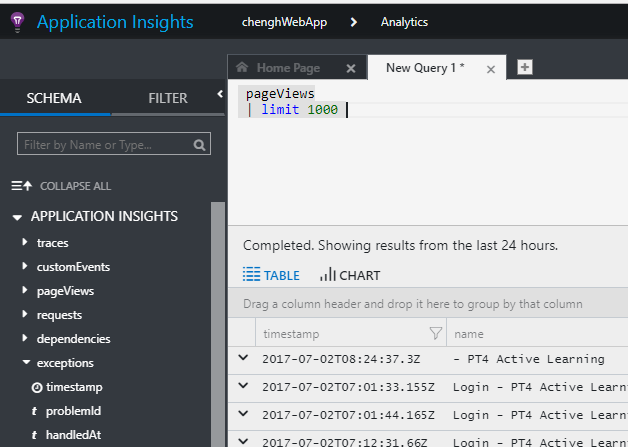 Application Insights chenghWebApp > Analytics
Home Page × New Query 1 * × +
SCHEMA FILTER
pageViews
| limit 1000
Filter by Name or Type...
COLLAPSE ALL
APPLICATION INSIGHTS
traces
customEvents
pageViews
requests
dependencies
exceptions
timestamp
t problemId
t handledAt
Completed. Showing results from the last 24 hours.
TABLE CHART
Drag a column header and drop it here to group by that column
timestamp name
2017-07-02T08:24:37.3Z - PT4 Active Learning
2017-07-02T07:01:33.155Z Login - PT4 Active Learn
2017-07-02T07:01:44.165Z Login - PT4 Active Learn
2017-07-02T07:12:31.66Z Login - PT4 Active Learn